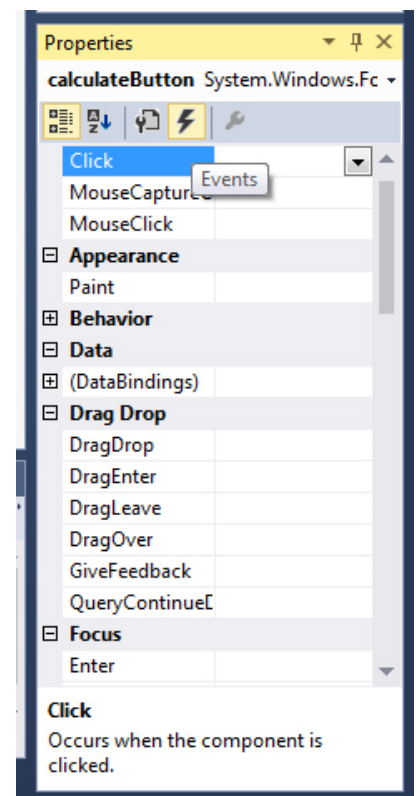 Properties
calculateButton System.Windows.Fc
Click
Events
MouseCapture
MouseClick
Appearance
Paint
Behavior
Data
(DataBindings)
Drag Drop
DragDrop
DragEnter
DragLeave
DragOver
GiveFeedback
QueryContinueD
Focus
Enter
Click
Occurs when the component is
clicked.